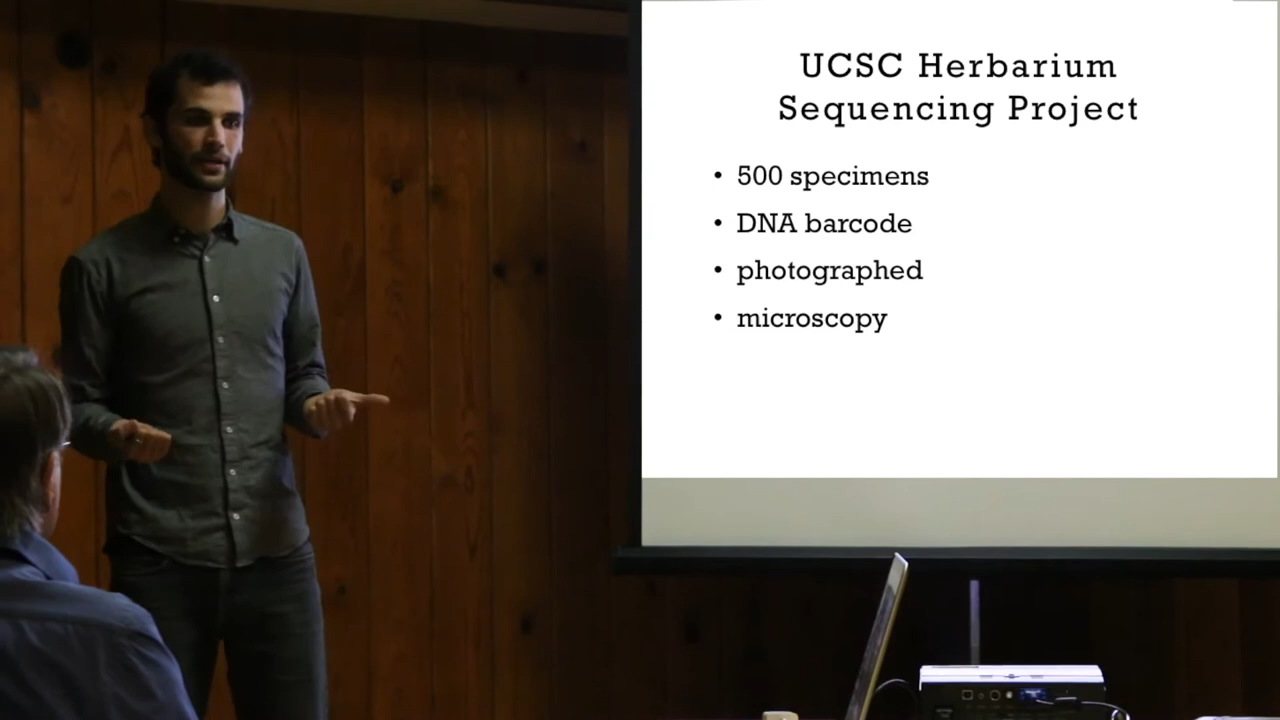 UCSC Herbarium
Sequencing Project
• 500 specimens
• DNA barcode
• photographed
• microscopy